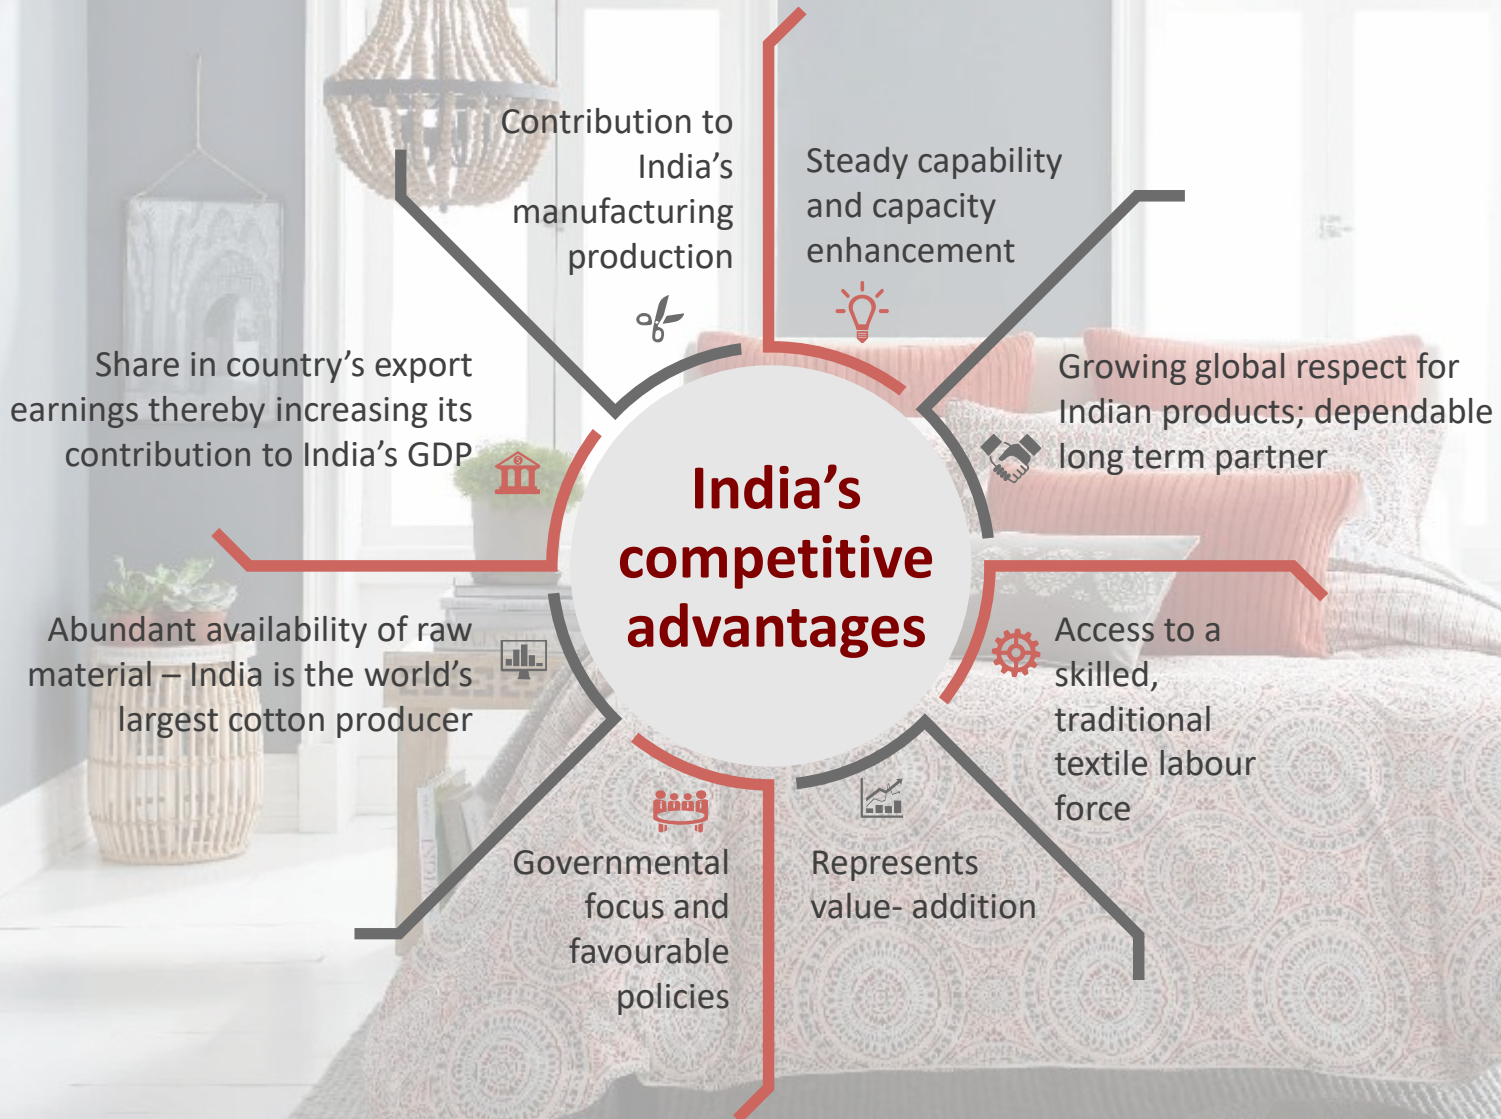 India's
competitive
advantages
Contribution to
India's
manufacturing
production
Steady capability
and capacity
enhancement
Growing global respect for
Indian products; dependable
long term partner
Access to a
skilled,
traditional
textile labour
force
Represents
value- addition
Governmental
focus and
favourable
policies
Abundant availability of raw
material – India is the world's
largest cotton producer
Share in country's export
earnings thereby increasing its
contribution to India's GDP